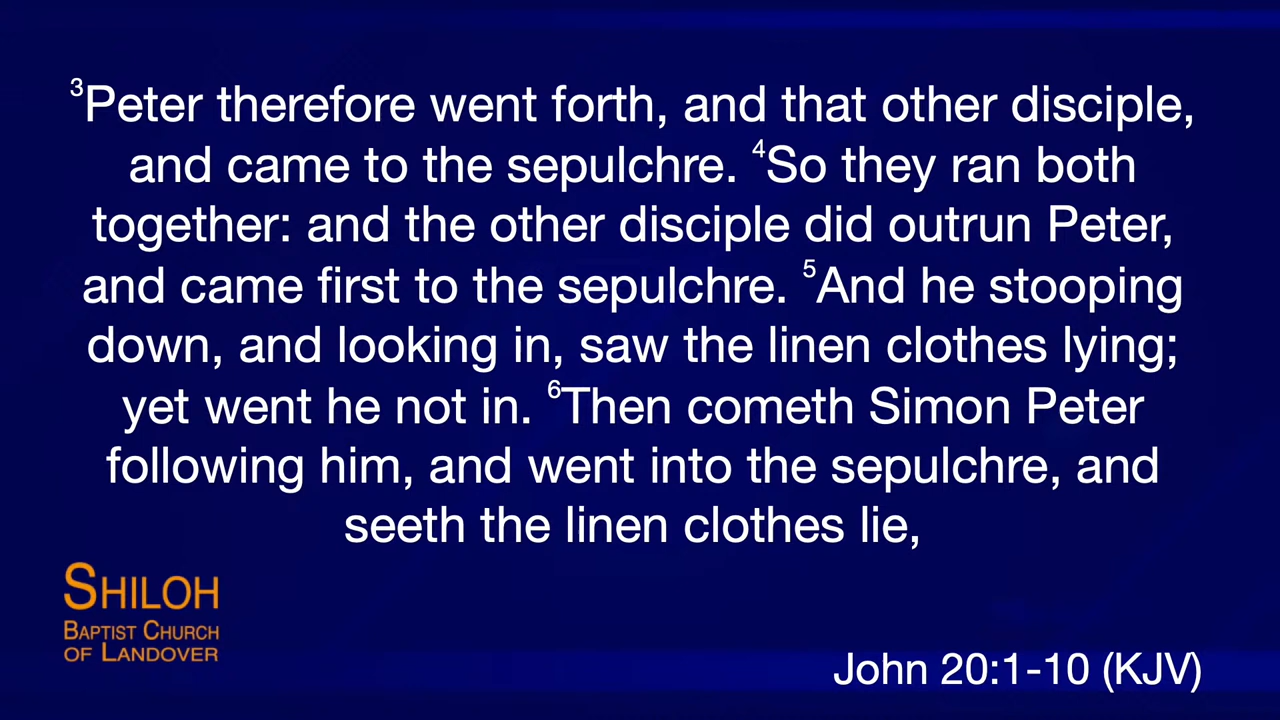 ³Peter therefore went forth, and that other disciple,
and came to the sepulchre. ⁴So they ran both
together: and the other disciple did outrun Peter,
and came first to the sepulchre. ⁵And he stooping
down, and looking in, saw the linen clothes lying;
yet went he not in. ⁶Then cometh Simon Peter
following him, and went into the sepulchre, and
seeth the linen clothes lie,
SHILOH
BAPTIST CHURCH
OF LANDOVER
John 20:1-10 (KJV)